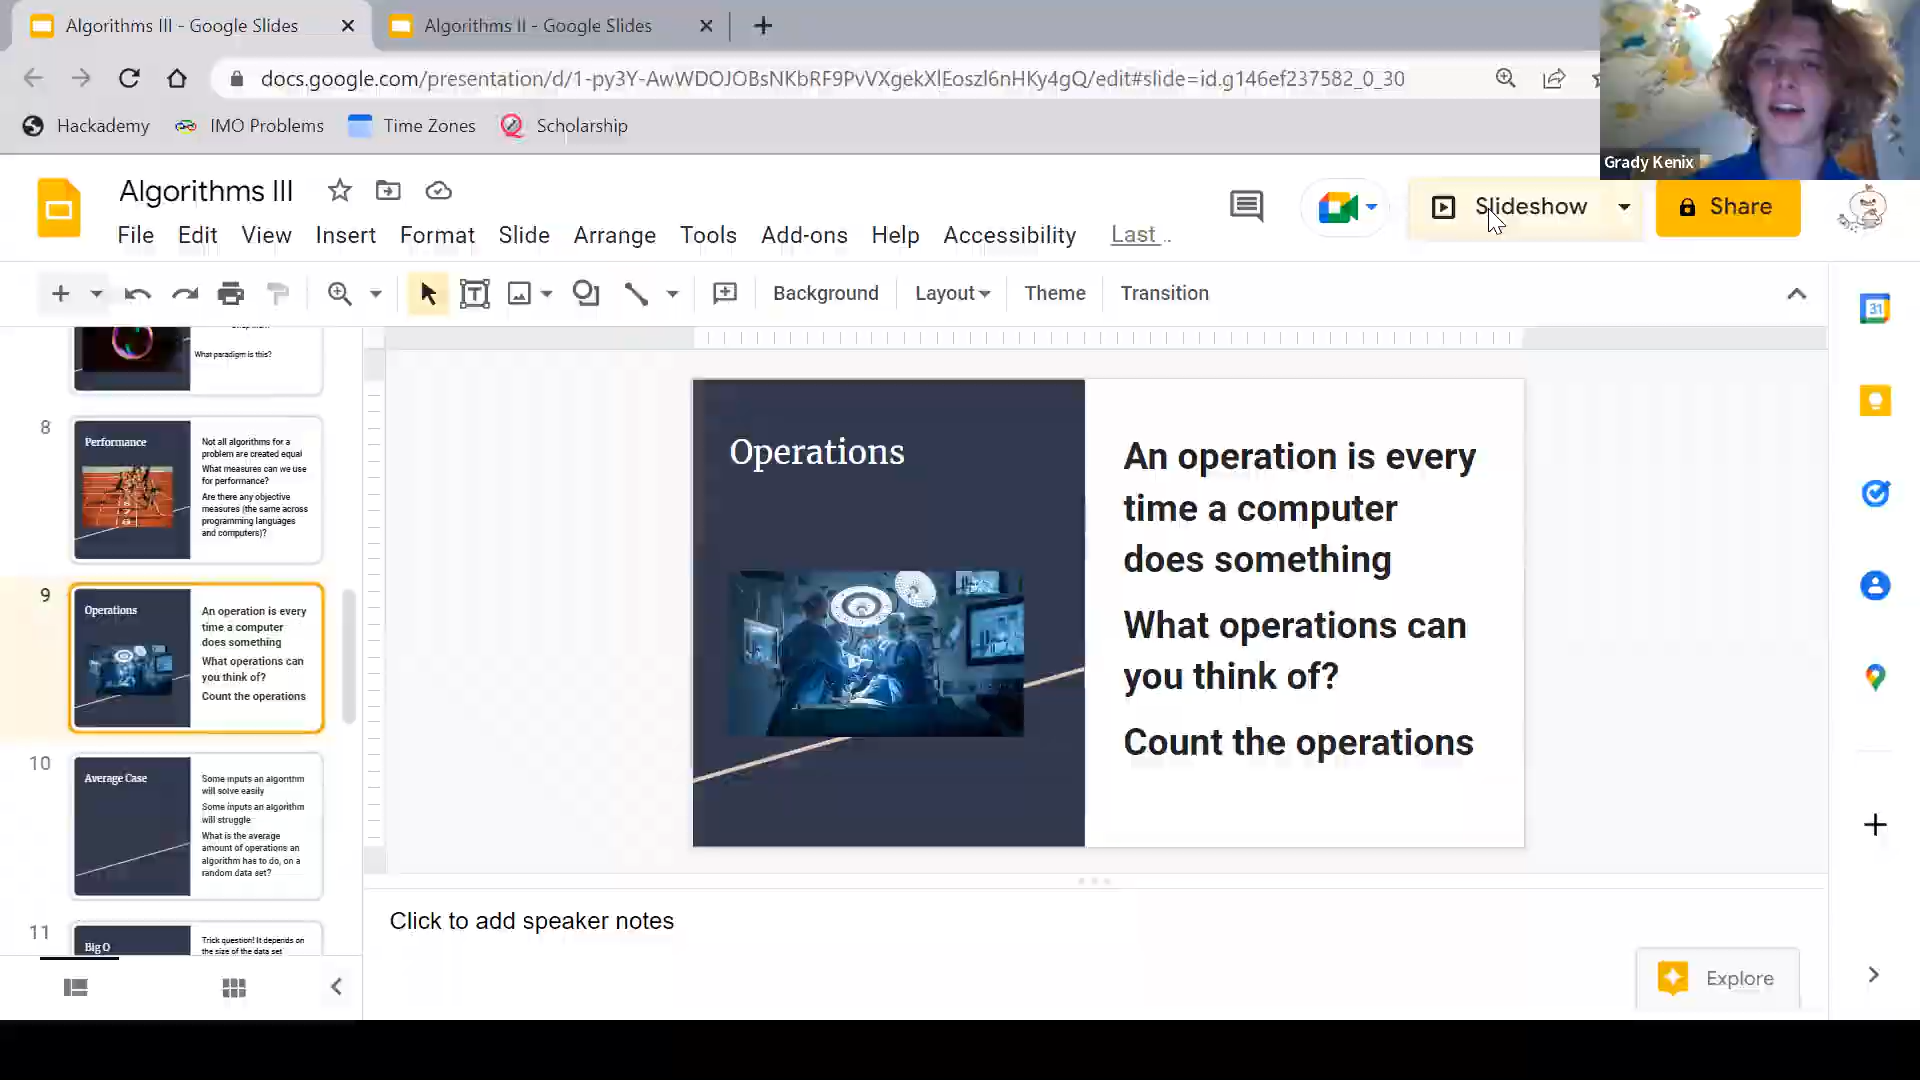 Algorithms III - Google Slides
Algorithms II - Google Slides
docs.google.com/presentation/d/1-py3Y-AwWDOJOBsNKbRF9PvVXgekXlEoszl6nHKy4gQ/edit#slide=id.g146ef237582_0_30
Hackademy
IMO Problems
Time Zones
Scholarship
Grady Kenix
Algorithms III
Slideshow
Share
File Edit View Insert Format Slide Arrange Tools Add-ons Help Accessibility Last ..
Background Layout Theme Transition
31
What paradigm is this?
8
Performance
Not all algorithms for a
problem are created equal
What measures can we use
for performance?
Are there any objective
measures (the same across
programming languages
and computers)?
9
Operations
An operation is every
time a computer
does something
What operations can
you think of?
Count the operations
10
Average Case
Some inputs an algorithm
will solve easily
Some inputs an algorithm
will struggle
What is the average
amount of operations an
algorithm has to do, on a
random data set?
11
Big O
Trick question! It depends on
the size of the data set
Operations
An operation is every
time a computer
does something
What operations can
you think of?
Count the operations
Click to add speaker notes
Explore